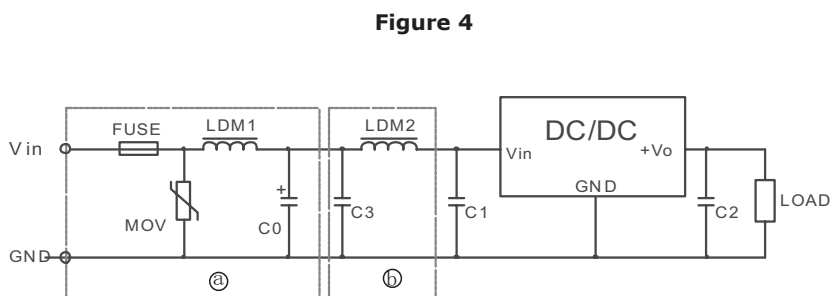 Figure 4
FUSE
LDM1
LDM2
DC/DC
Vin
Vin
+Vo
GND
MOV
+
C0
C3
C1
C2
LOAD
GND
ⓐ
ⓑ